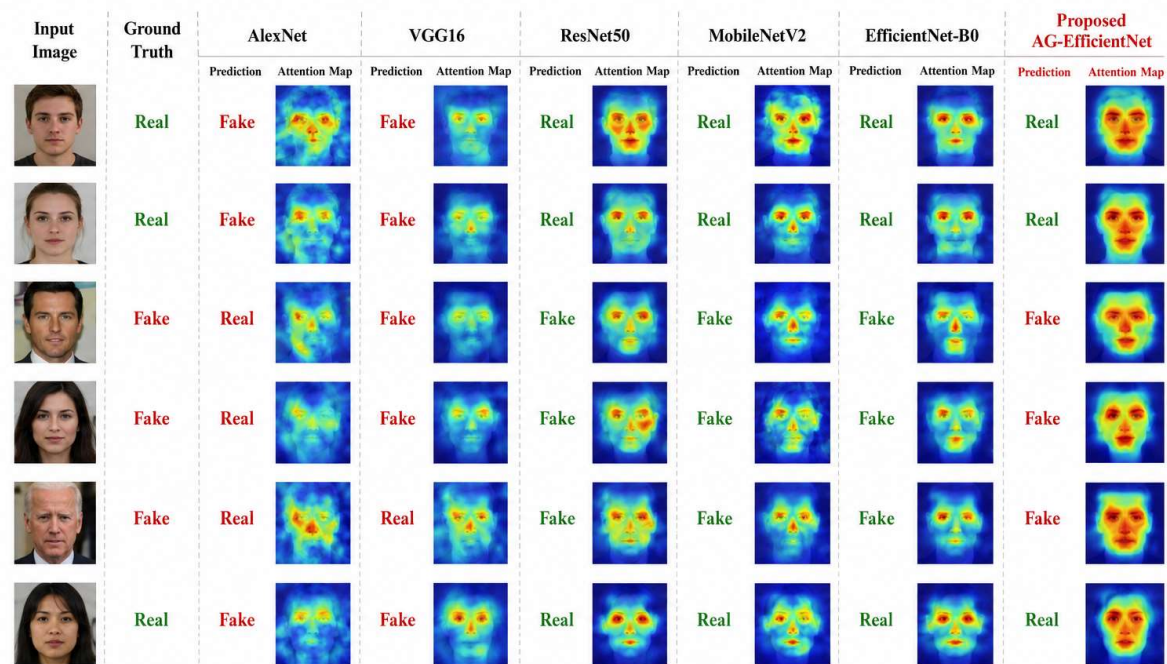 Input Image
Ground Truth
AlexNet
VGG16
ResNet50
MobileNetV2
EfficientNet-B0
Proposed AG-EfficientNet
Prediction Attention Map Prediction Attention Map Prediction Attention Map Prediction Attention Map Prediction Attention Map Prediction Attention Map
Real Fake Fake Real Real Real Real
Real Fake Fake Real Real Real Real
Fake Real Fake Fake Fake Fake Fake
Fake Real Fake Fake Fake Fake Fake
Fake Real Real Fake Fake Fake Fake
Real Fake Fake Real Real Real Real